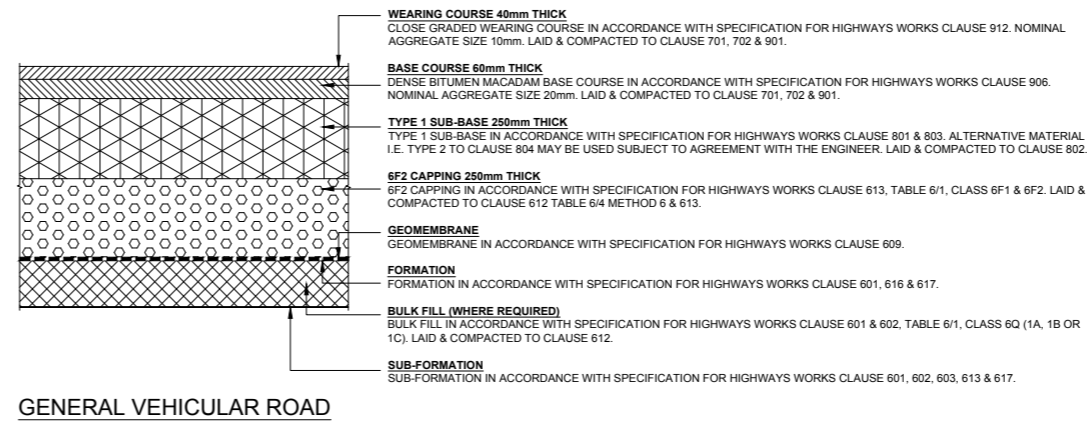 WEARING COURSE 40mm THICK
CLOSE GRADED WEARING COURSE IN ACCORDANCE WITH SPECIFICATION FOR HIGHWAYS WORKS CLAUSE 912. NOMINAL
AGGREGATE SIZE 10mm. LAID & COMPACTED TO CLAUSE 701, 702 & 901.
BASE COURSE 60mm THICK
DENSE BITUMEN MACADAM BASE COURSE IN ACCORDANCE WITH SPECIFICATION FOR HIGHWAYS WORKS CLAUSE 906.
NOMINAL AGGREGATE SIZE 20mm. LAID & COMPACTED TO CLAUSE 701, 702 & 901.
TYPE 1 SUB-BASE 250mm THICK
TYPE 1 SUB-BASE IN ACCORDANCE WITH SPECIFICATION FOR HIGHWAYS WORKS CLAUSE 801 & 803. ALTERNATIVE MATERIAL
I.E. TYPE 2 TO CLAUSE 804 MAY BE USED SUBJECT TO AGREEMENT WITH THE ENGINEER. LAID & COMPACTED TO CLAUSE 802.
6F2 CAPPING 250mm THICK
6F2 CAPPING IN ACCORDANCE WITH SPECIFICATION FOR HIGHWAYS WORKS CLAUSE 613, TABLE 6/1, CLASS 6F1 & 6F2. LAID &
COMPACTED TO CLAUSE 612 TABLE 6/4 METHOD 6 & 613.
GEOMEMBRANE
GEOMEMBRANE IN ACCORDANCE WITH SPECIFICATION FOR HIGHWAYS WORKS CLAUSE 609.
FORMATION
FORMATION IN ACCORDANCE WITH SPECIFICATION FOR HIGHWAYS WORKS CLAUSE 601, 616 & 617.
BULK FILL (WHERE REQUIRED)
BULK FILL IN ACCORDANCE WITH SPECIFICATION FOR HIGHWAYS WORKS CLAUSE 601 & 602, TABLE 6/1, CLASS 6Q (1A, 1B OR
1C). LAID & COMPACTED TO CLAUSE 612.
SUB-FORMATION
SUB-FORMATION IN ACCORDANCE WITH SPECIFICATION FOR HIGHWAYS WORKS CLAUSE 601, 602, 603, 613 & 617.
GENERAL VEHICULAR ROAD